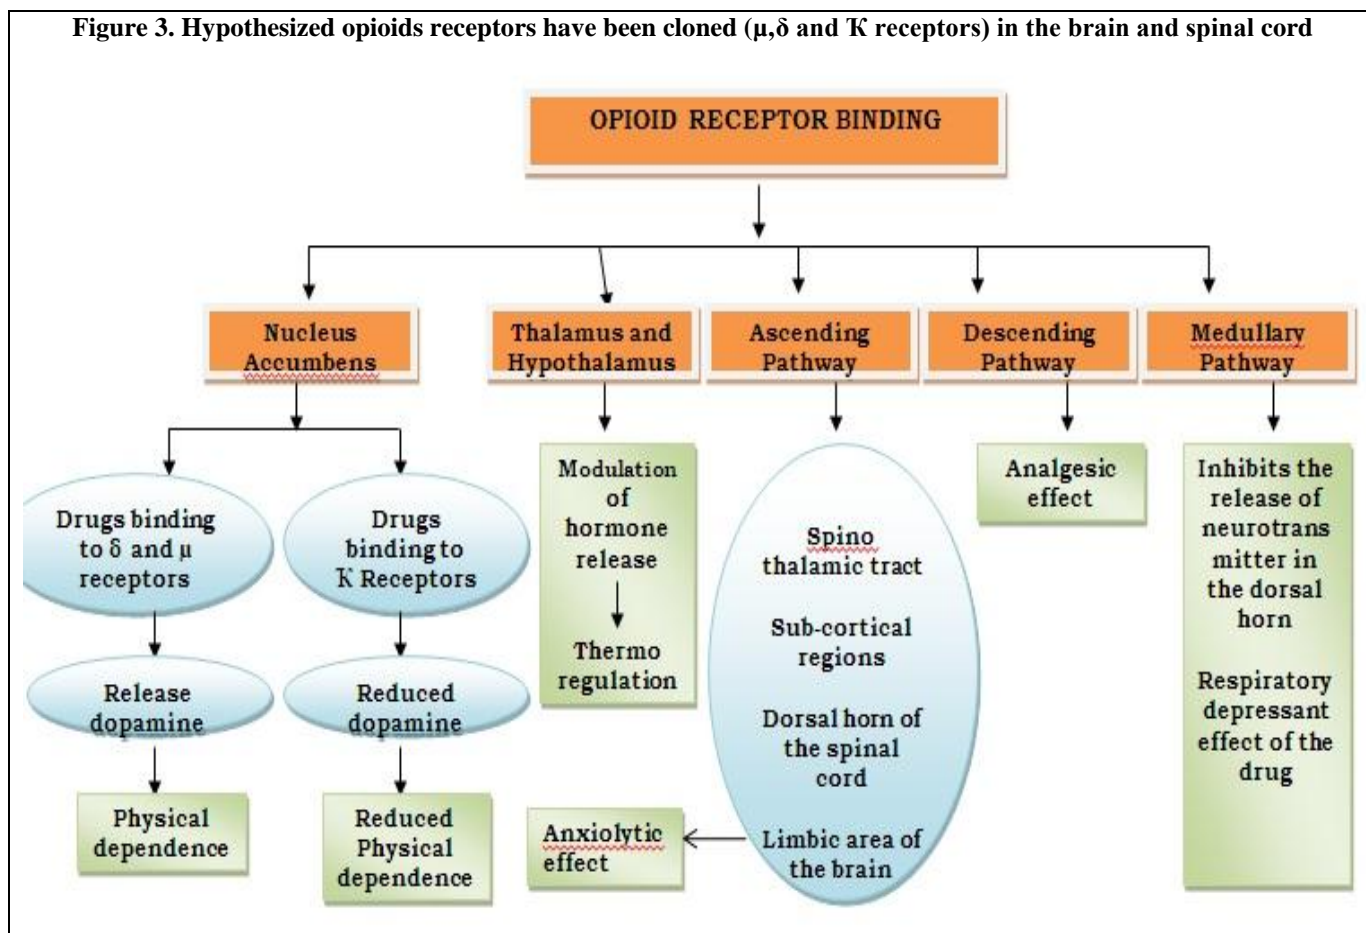 Figure 3. Hypothesized opioids receptors have been cloned (µ,δ and Ҡ receptors) in the brain and spinal cord
OPIOID RECEPTOR BINDING
Nucleus
Accumbens
Thalamus and
Hypothalamus
Ascending
Pathway
Descending
Pathway
Medullary
Pathway
Drugs binding
to δ and µ
receptors
Drugs
binding to
Ҡ Receptors
Modulation
of
hormone
release
Thermo
regulation
Spino
thalamic tract
Sub-cortical
regions
Dorsal horn of
the spinal
cord
Limbic area of
the brain
Analgesic
effect
Inhibits the
release of
neurotrans
mitter in
the dorsal
horn
Respiratory
depressant
effect of the
drug
Release
dopamine
Reduced
dopamine
Physical
dependence
Reduced
Physical
dependence
Anxiolytic
effect